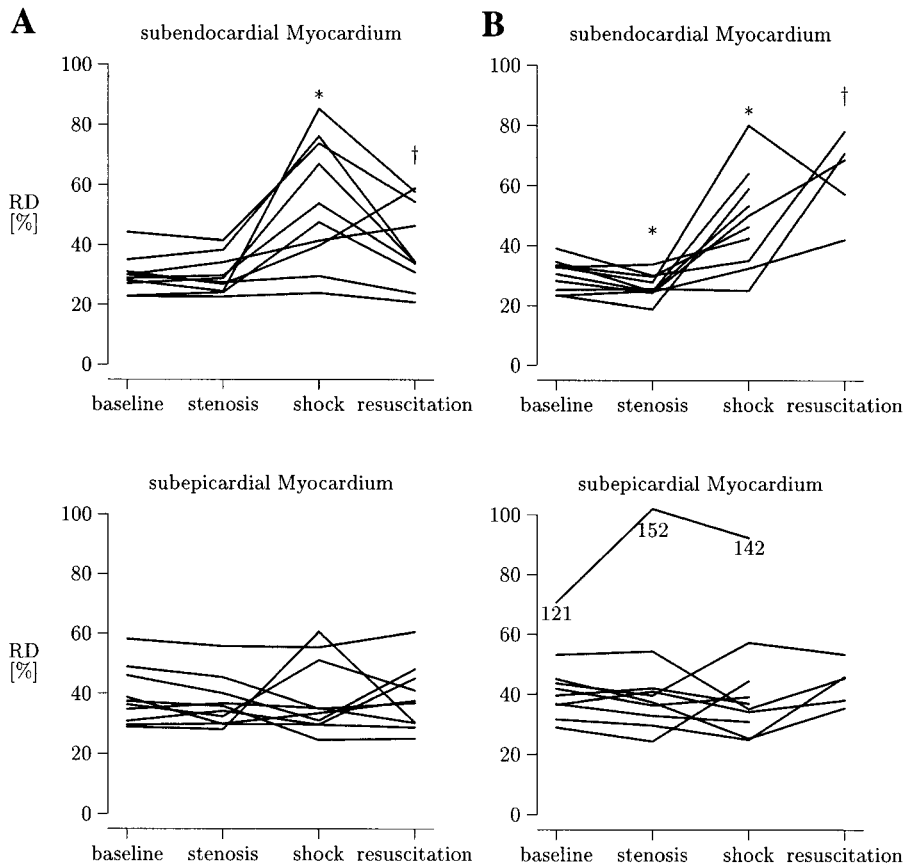 A
subendocardial Myocardium
100
80
60
40
20
0
RD
[%]
*
†
baseline stenosis shock resuscitation
B
subendocardial Myocardium
100
80
60
40
20
0
*
*
†
baseline stenosis shock resuscitation
subepicardial Myocardium
100
80
60
40
20
0
RD
[%]
baseline stenosis shock resuscitation
subepicardial Myocardium
100
80
60
40
20
0
121
152
142
baseline stenosis shock resuscitation